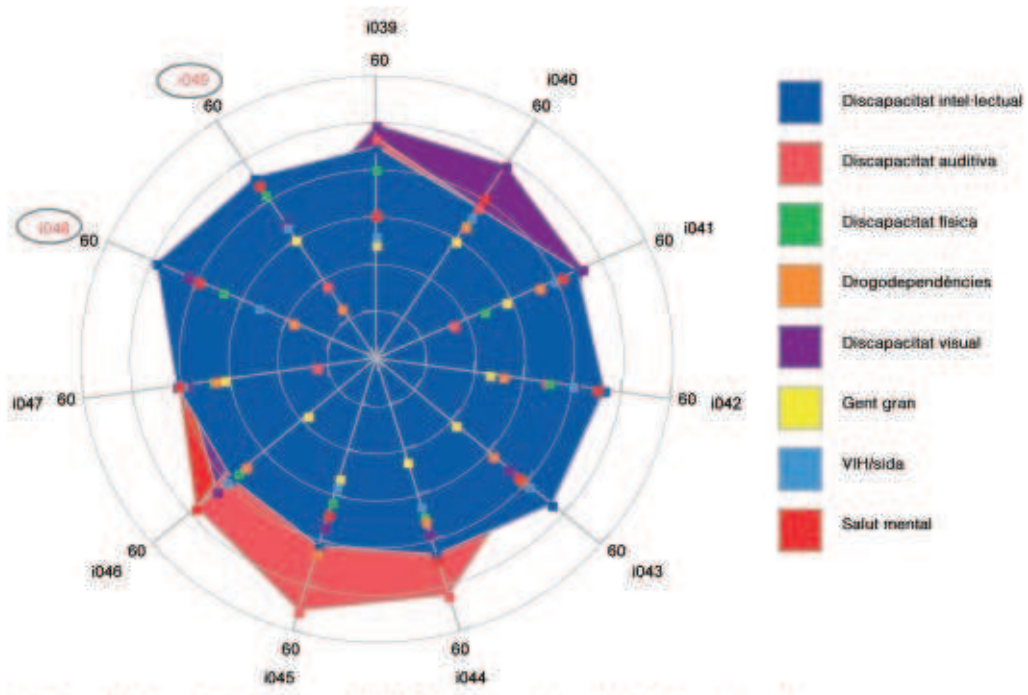 i039
60
i040
60
i041
60
i042
60
i043
60
i044
60
i045
60
i046
60
i047
60
i048
60
i049
60
Discapacitat intel·lectual
Discapacitat auditiva
Discapacitat física
Drogodependències
Discapacitat visual
Gent gran
VIH/sida
Salut mental